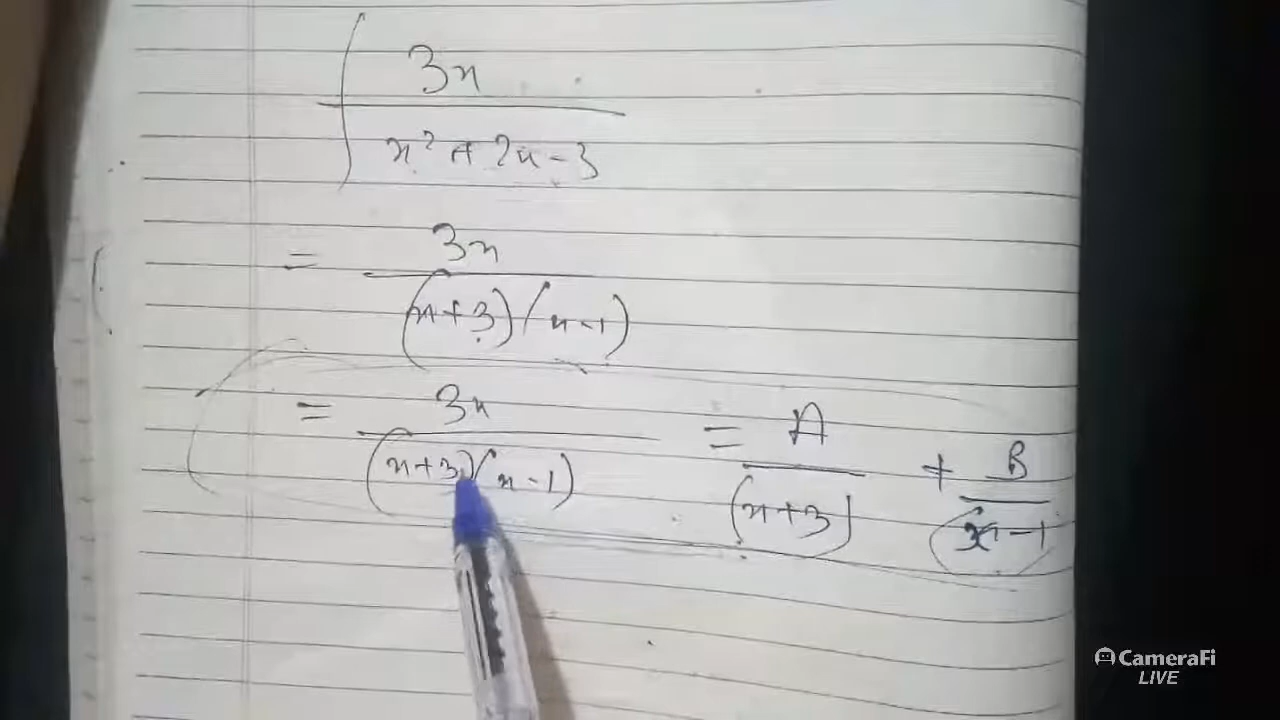 3x
x² + 2x - 3
= 3x
(x+3)(x-1)
= 3x = A + B
(x+3)(x-1) (x+3) x-1
CameraFi
LIVE